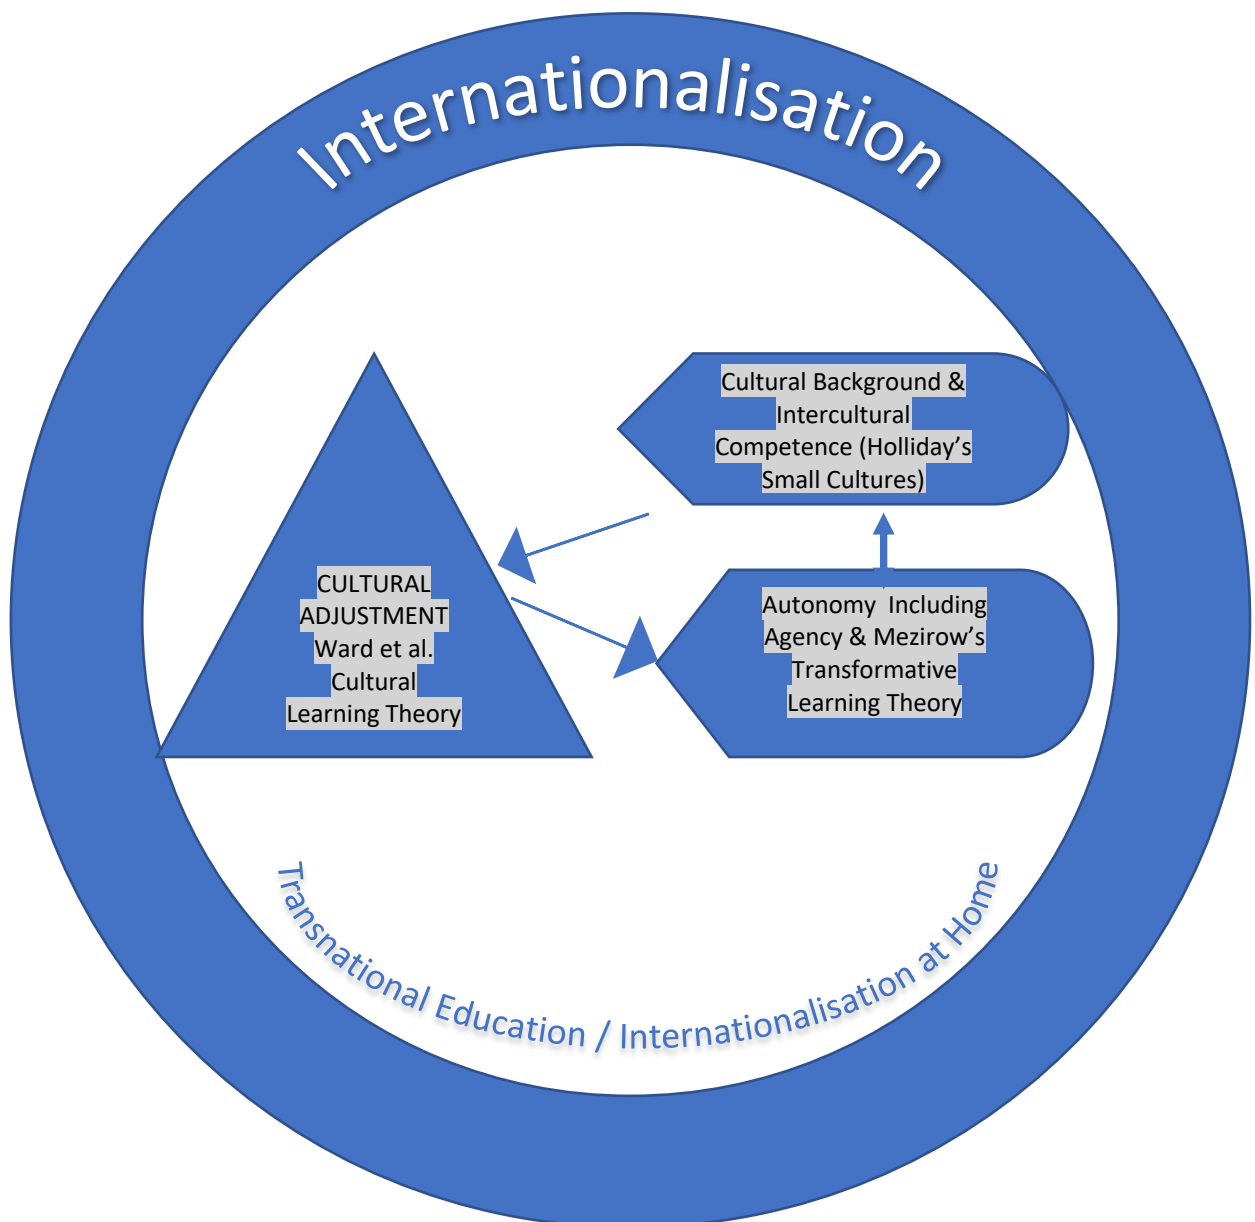 Internationalisation
Cultural Background &
Intercultural
Competence (Holliday’s
Small Cultures)
CULTURAL
ADJUSTMENT
Ward et al.
Cultural
Learning Theory
Autonomy  Including
Agency & Mezirow’s
Transformative
Learning Theory
Transnational Education / Internationalisation at Home